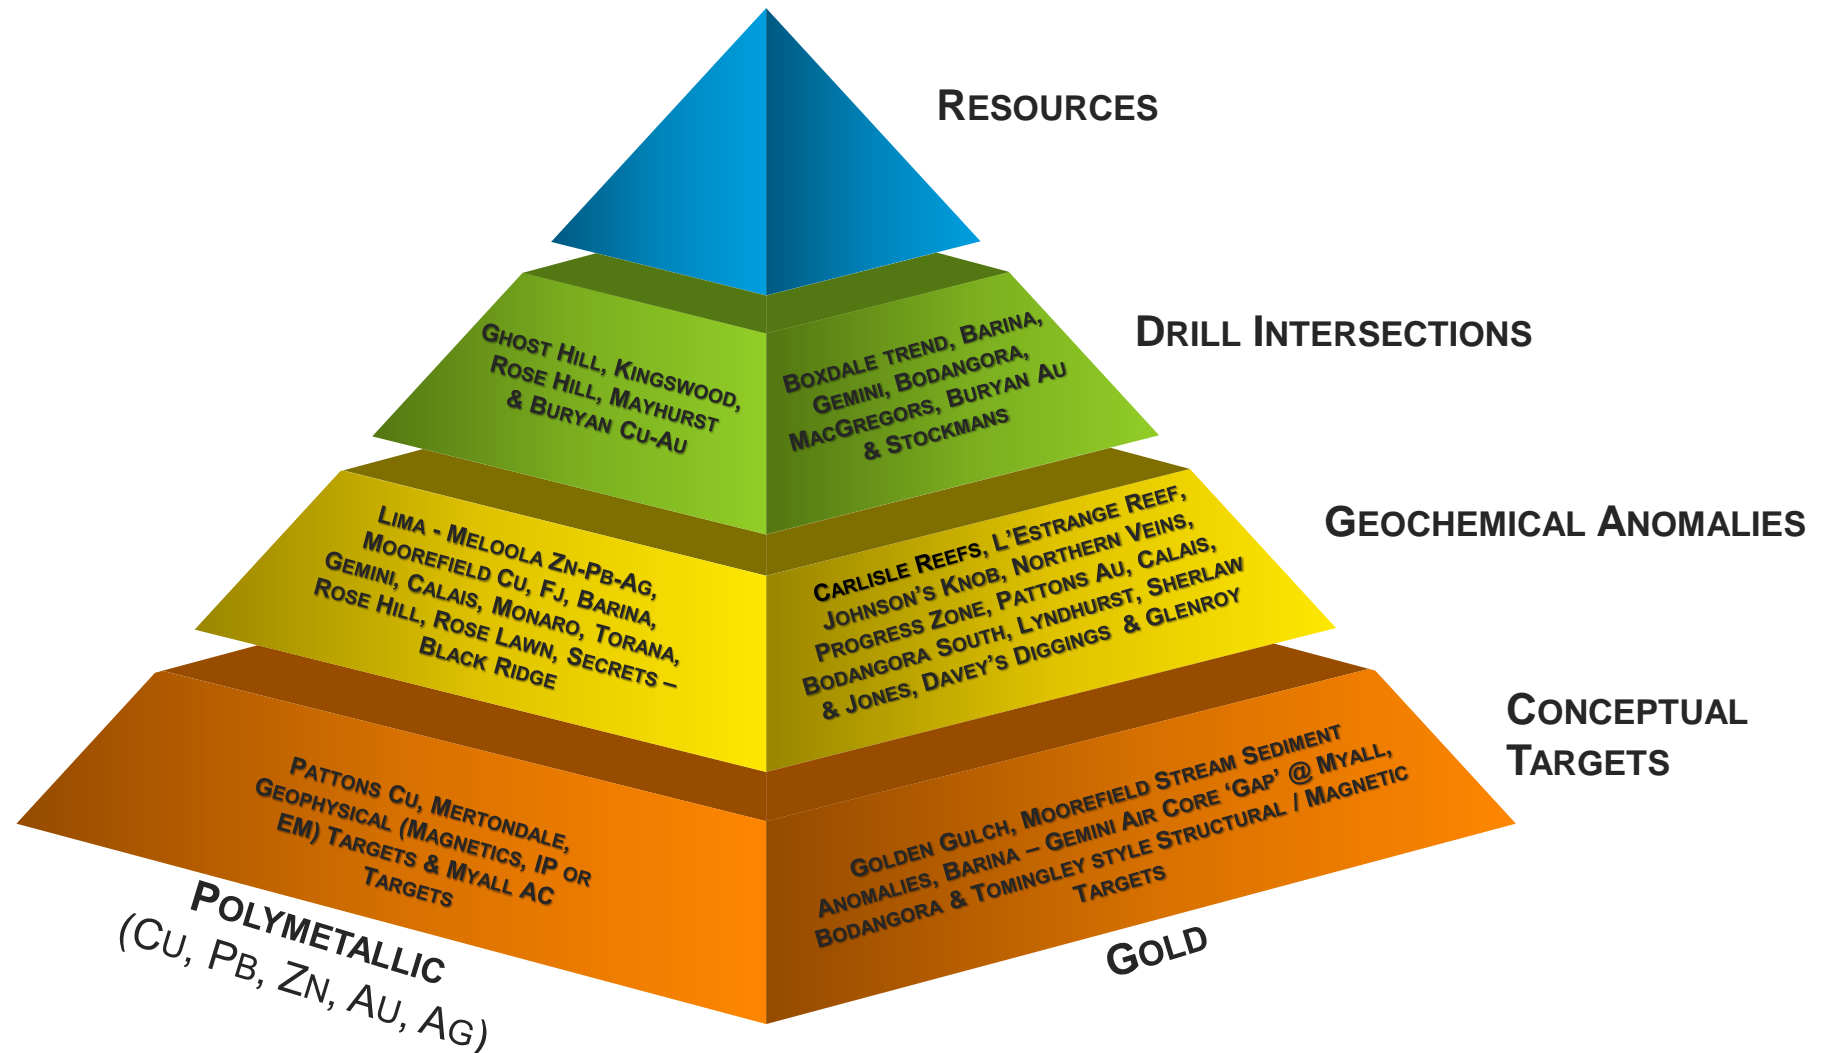 RESOURCES
DRILL INTERSECTIONS
GHOST HILL, KINGSWOOD,
ROSE HILL, MAYHURST
& BURYAN CU-AU
BOXDALE TREND, BARINA,
GEMINI, BODANGORA,
MACGREGORS, BURYAN AU
& STOCKMANS
GEOCHEMICAL ANOMALIES
LIMA - MELOOLA ZN-PB-AG,
MOOREFIELD CU, FJ, BARINA,
GEMINI, CALAIS, MONARO, TORANA,
ROSE HILL, ROSE LAWN, SECRETS –
BLACK RIDGE
CARLISLE REEFS, L'ESTRANGE REEF,
JOHNSON'S KNOB, NORTHERN VEINS,
PROGRESS ZONE, PATTONS AU, CALAIS,
BODANGORA SOUTH, LYNDHURST, SHERLAW
& JONES, DAVEY'S DIGGINGS & GLENROY
CONCEPTUAL
TARGETS
PATTONS CU, MERTONDALE,
GEOPHYSICAL (MAGNETICS, IP OR
EM) TARGETS & MYALL AC
TARGETS
GOLDEN GULCH, MOOREFIELD STREAM SEDIMENT
ANOMALIES, BARINA – GEMINI AIR CORE 'GAP' @ MYALL,
BODANGORA & TOMINGLEY STYLE STRUCTURAL / MAGNETIC
TARGETS
POLYMETALLIC
(CU, PB, ZN, AU, AG)
GOLD